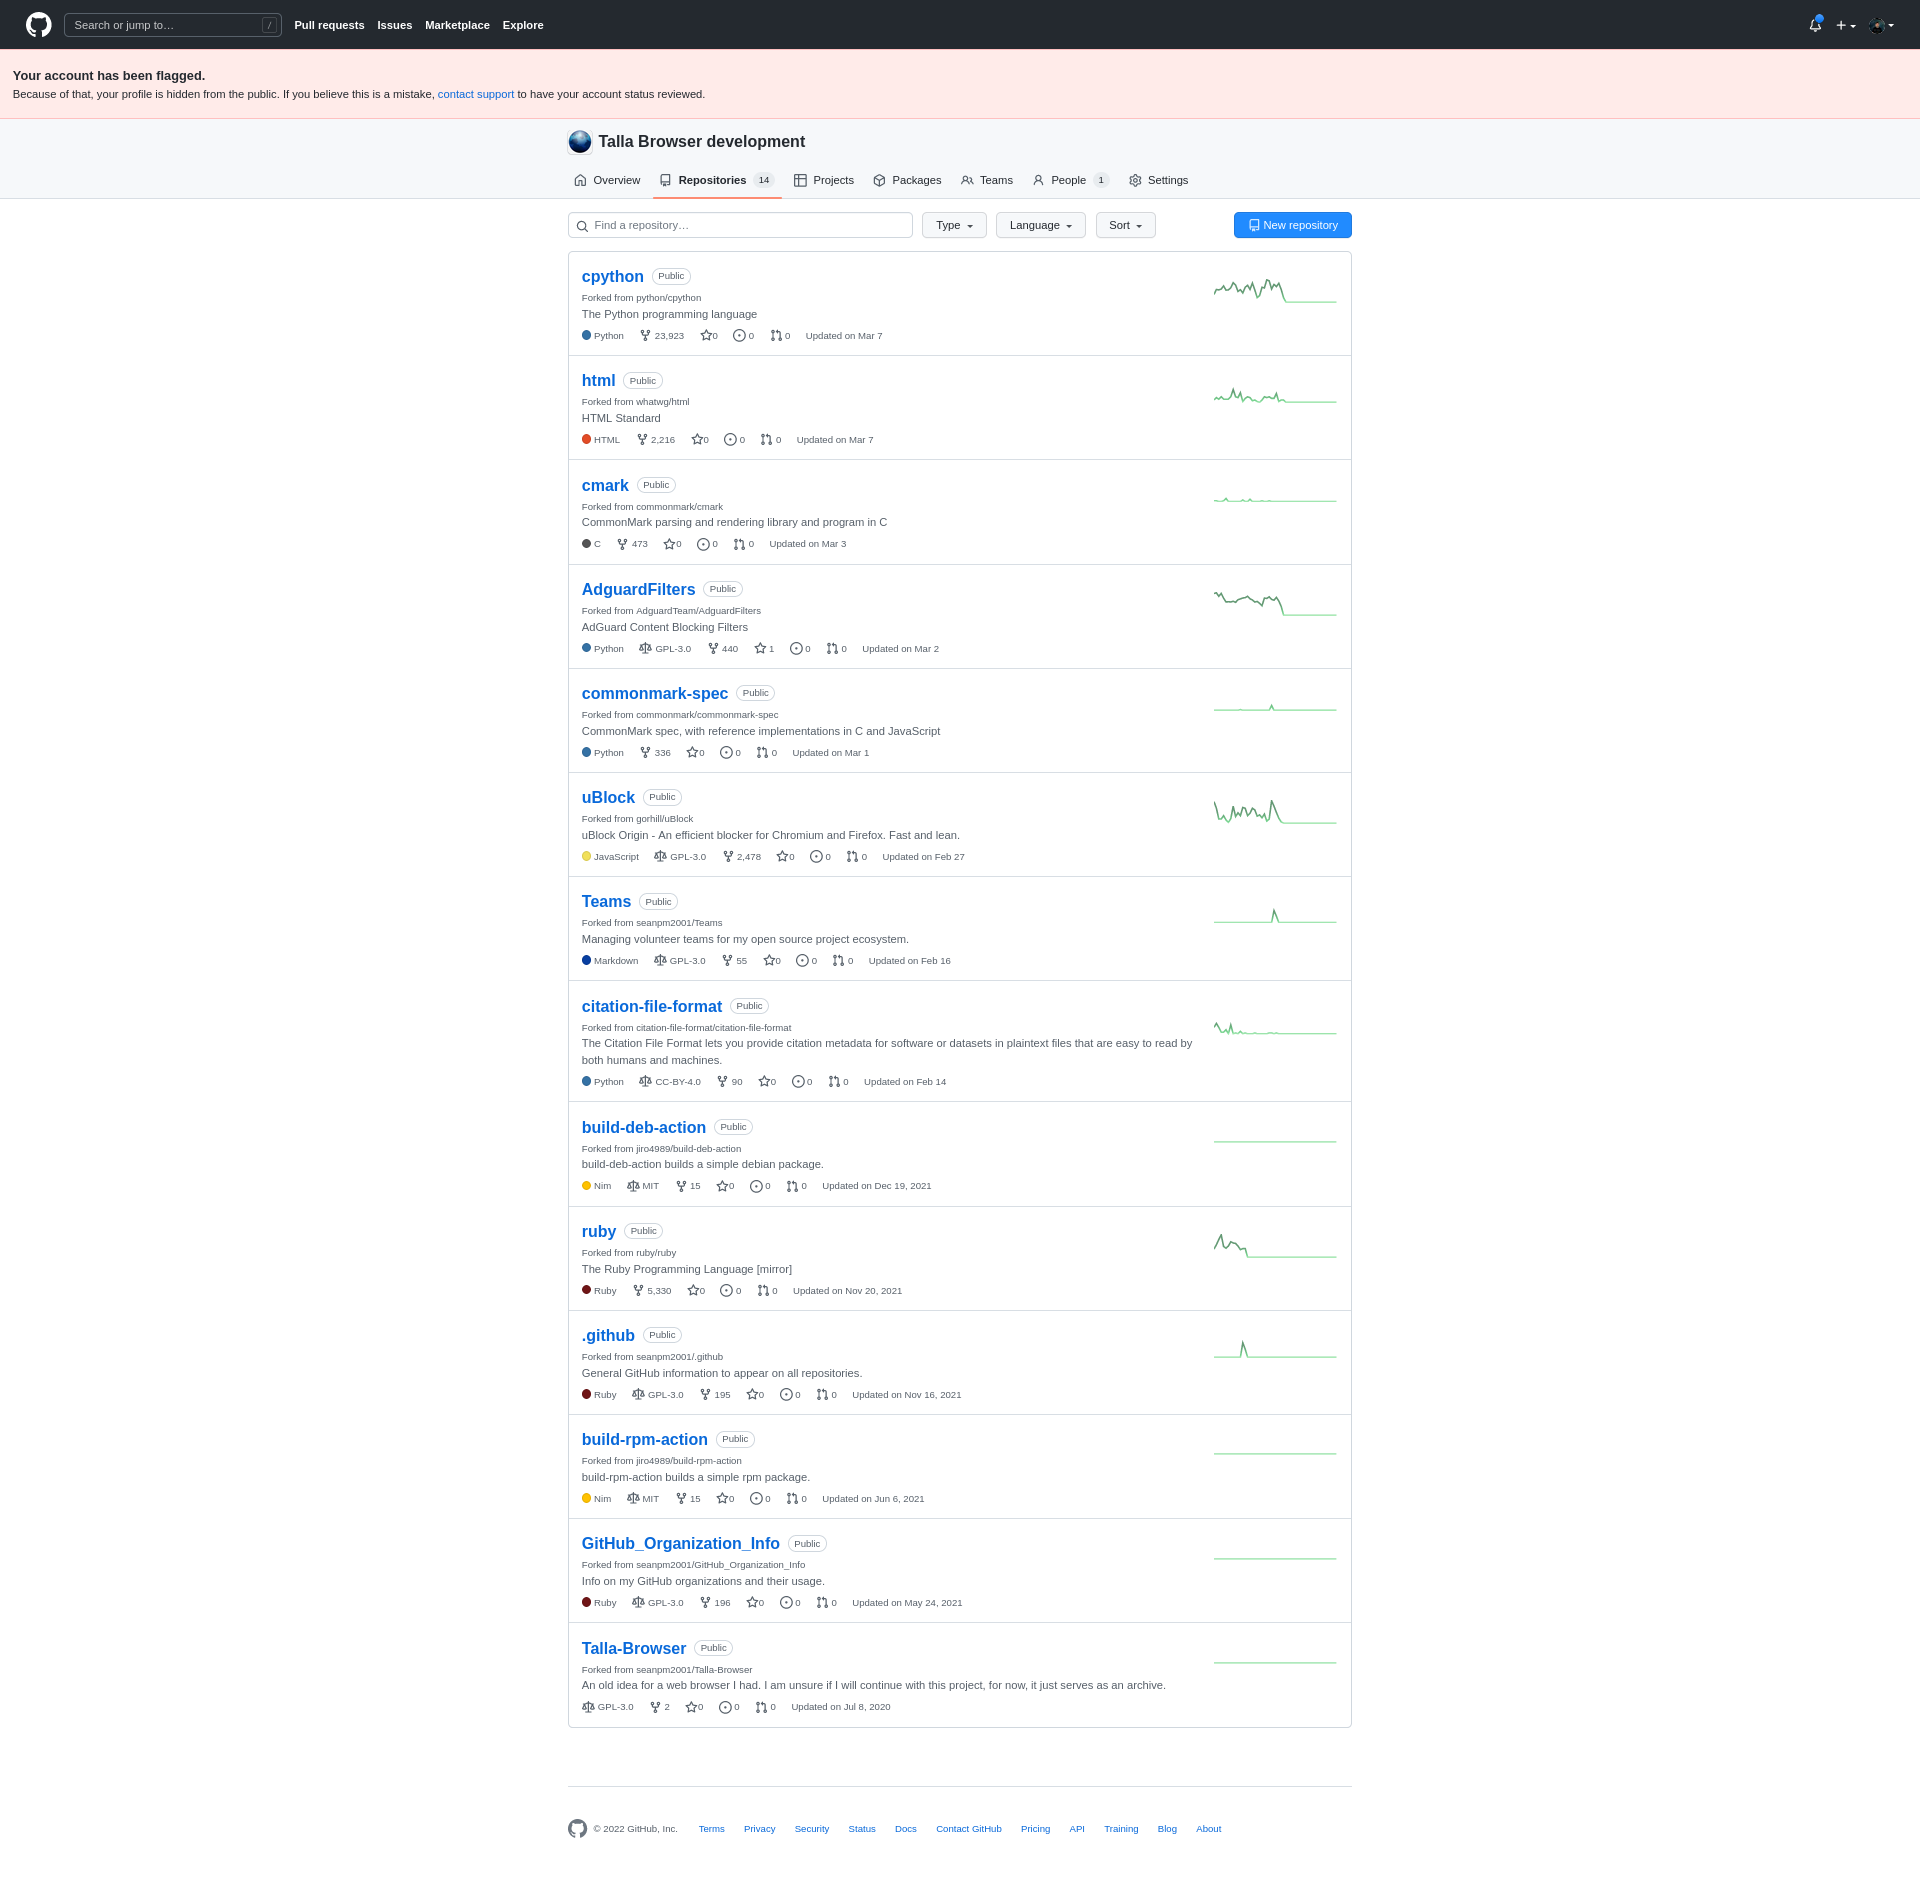 Search or jump to… /
Pull requests Issues Marketplace Explore
Your account has been flagged.
Because of that, your profile is hidden from the public. If you believe this is a mistake, contact support to have your account status reviewed.
Talla Browser development
Overview Repositories 14 Projects Packages Teams People 1 Settings
Find a repository… Type Language Sort New repository
cpython Public
Forked from python/cpython
The Python programming language
Python 23,923 0 0 0 Updated on Mar 7
html Public
Forked from whatwg/html
HTML Standard
HTML 2,216 0 0 0 Updated on Mar 7
cmark Public
Forked from commonmark/cmark
CommonMark parsing and rendering library and program in C
C 473 0 0 0 Updated on Mar 3
AdguardFilters Public
Forked from AdguardTeam/AdguardFilters
AdGuard Content Blocking Filters
Python GPL-3.0 440 1 0 0 Updated on Mar 2
commonmark-spec Public
Forked from commonmark/commonmark-spec
CommonMark spec, with reference implementations in C and JavaScript
Python 336 0 0 0 Updated on Mar 1
uBlock Public
Forked from gorhill/uBlock
uBlock Origin - An efficient blocker for Chromium and Firefox. Fast and lean.
JavaScript GPL-3.0 2,478 0 0 0 Updated on Feb 27
Teams Public
Forked from seanpm2001/Teams
Managing volunteer teams for my open source project ecosystem.
Markdown GPL-3.0 55 0 0 0 Updated on Feb 16
citation-file-format Public
Forked from citation-file-format/citation-file-format
The Citation File Format lets you provide citation metadata for software or datasets in plaintext files that are easy to read by
both humans and machines.
Python CC-BY-4.0 90 0 0 0 Updated on Feb 14
build-deb-action Public
Forked from jiro4989/build-deb-action
build-deb-action builds a simple debian package.
Nim MIT 15 0 0 0 Updated on Dec 19, 2021
ruby Public
Forked from ruby/ruby
The Ruby Programming Language [mirror]
Ruby 5,330 0 0 0 Updated on Nov 20, 2021
.github Public
Forked from seanpm2001/.github
General GitHub information to appear on all repositories.
Ruby GPL-3.0 195 0 0 0 Updated on Nov 16, 2021
build-rpm-action Public
Forked from jiro4989/build-rpm-action
build-rpm-action builds a simple rpm package.
Nim MIT 15 0 0 0 Updated on Jun 6, 2021
GitHub_Organization_Info Public
Forked from seanpm2001/GitHub_Organization_Info
Info on my GitHub organizations and their usage.
Ruby GPL-3.0 196 0 0 0 Updated on May 24, 2021
Talla-Browser Public
Forked from seanpm2001/Talla-Browser
An old idea for a web browser I had. I am unsure if I will continue with this project, for now, it just serves as an archive.
GPL-3.0 2 0 0 0 Updated on Jul 8, 2020
© 2022 GitHub, Inc. Terms Privacy Security Status Docs Contact GitHub Pricing API Training Blog About